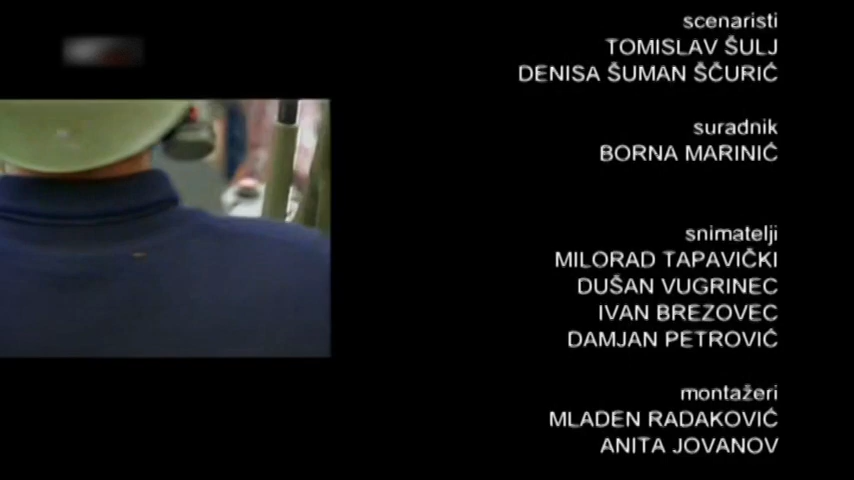 scenaristi
TOMISLAV ŠULJ
DENISA ŠUMAN ŠČURIĆ
suradnik
BORNA MARINIĆ
snimatelji
MILORAD TAPAVIČKI
DUŠAN VUGRINEC
IVAN BREZOVEC
DAMJAN PETROVIĆ
montažeri
MLADEN RADAKOVIĆ
ANITA JOVANOV